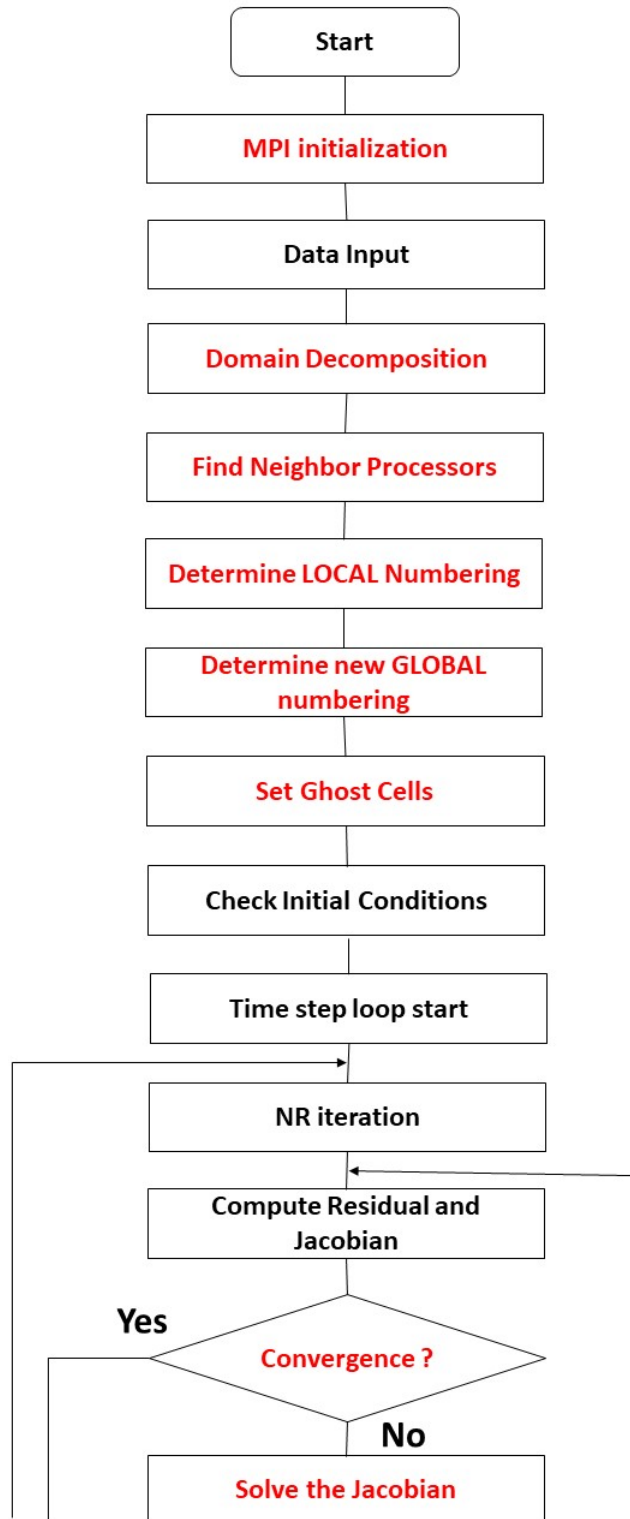 Start
MPI initialization
Data Input
Domain Decomposition
Find Neighbor Processors
Determine LOCAL Numbering
Determine new GLOBAL
numbering
Set Ghost Cells
Check Initial Conditions
Time step loop start
NR iteration
Compute Residual and
Jacobian
Yes
Convergence ?
No
Solve the Jacobian